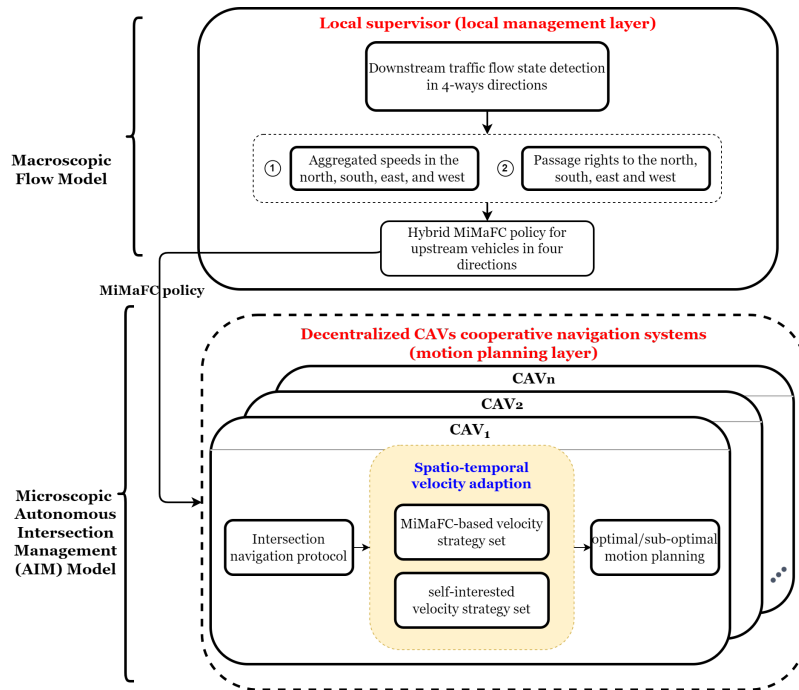 Local supervisor (local management layer)
Downstream traffic flow state detection
in 4-ways directions
1
Aggregated speeds in the
north, south, east, and west
2
Passage rights to the north,
south, east and west
Macroscopic
Flow Model
Hybrid MiMaFC policy for
upstream vehicles in four
directions
MiMaFC policy
Decentralized CAVs cooperative navigation systems
(motion planning layer)
CAVn
CAV2
CAV1
Spatio-temporal
velocity adaption
Microscopic
Autonomous
Intersection
Management
(AIM) Model
Intersection
navigation protocol
MiMaFC-based velocity
strategy set
self-interested
velocity strategy set
optimal/sub-optimal
motion planning